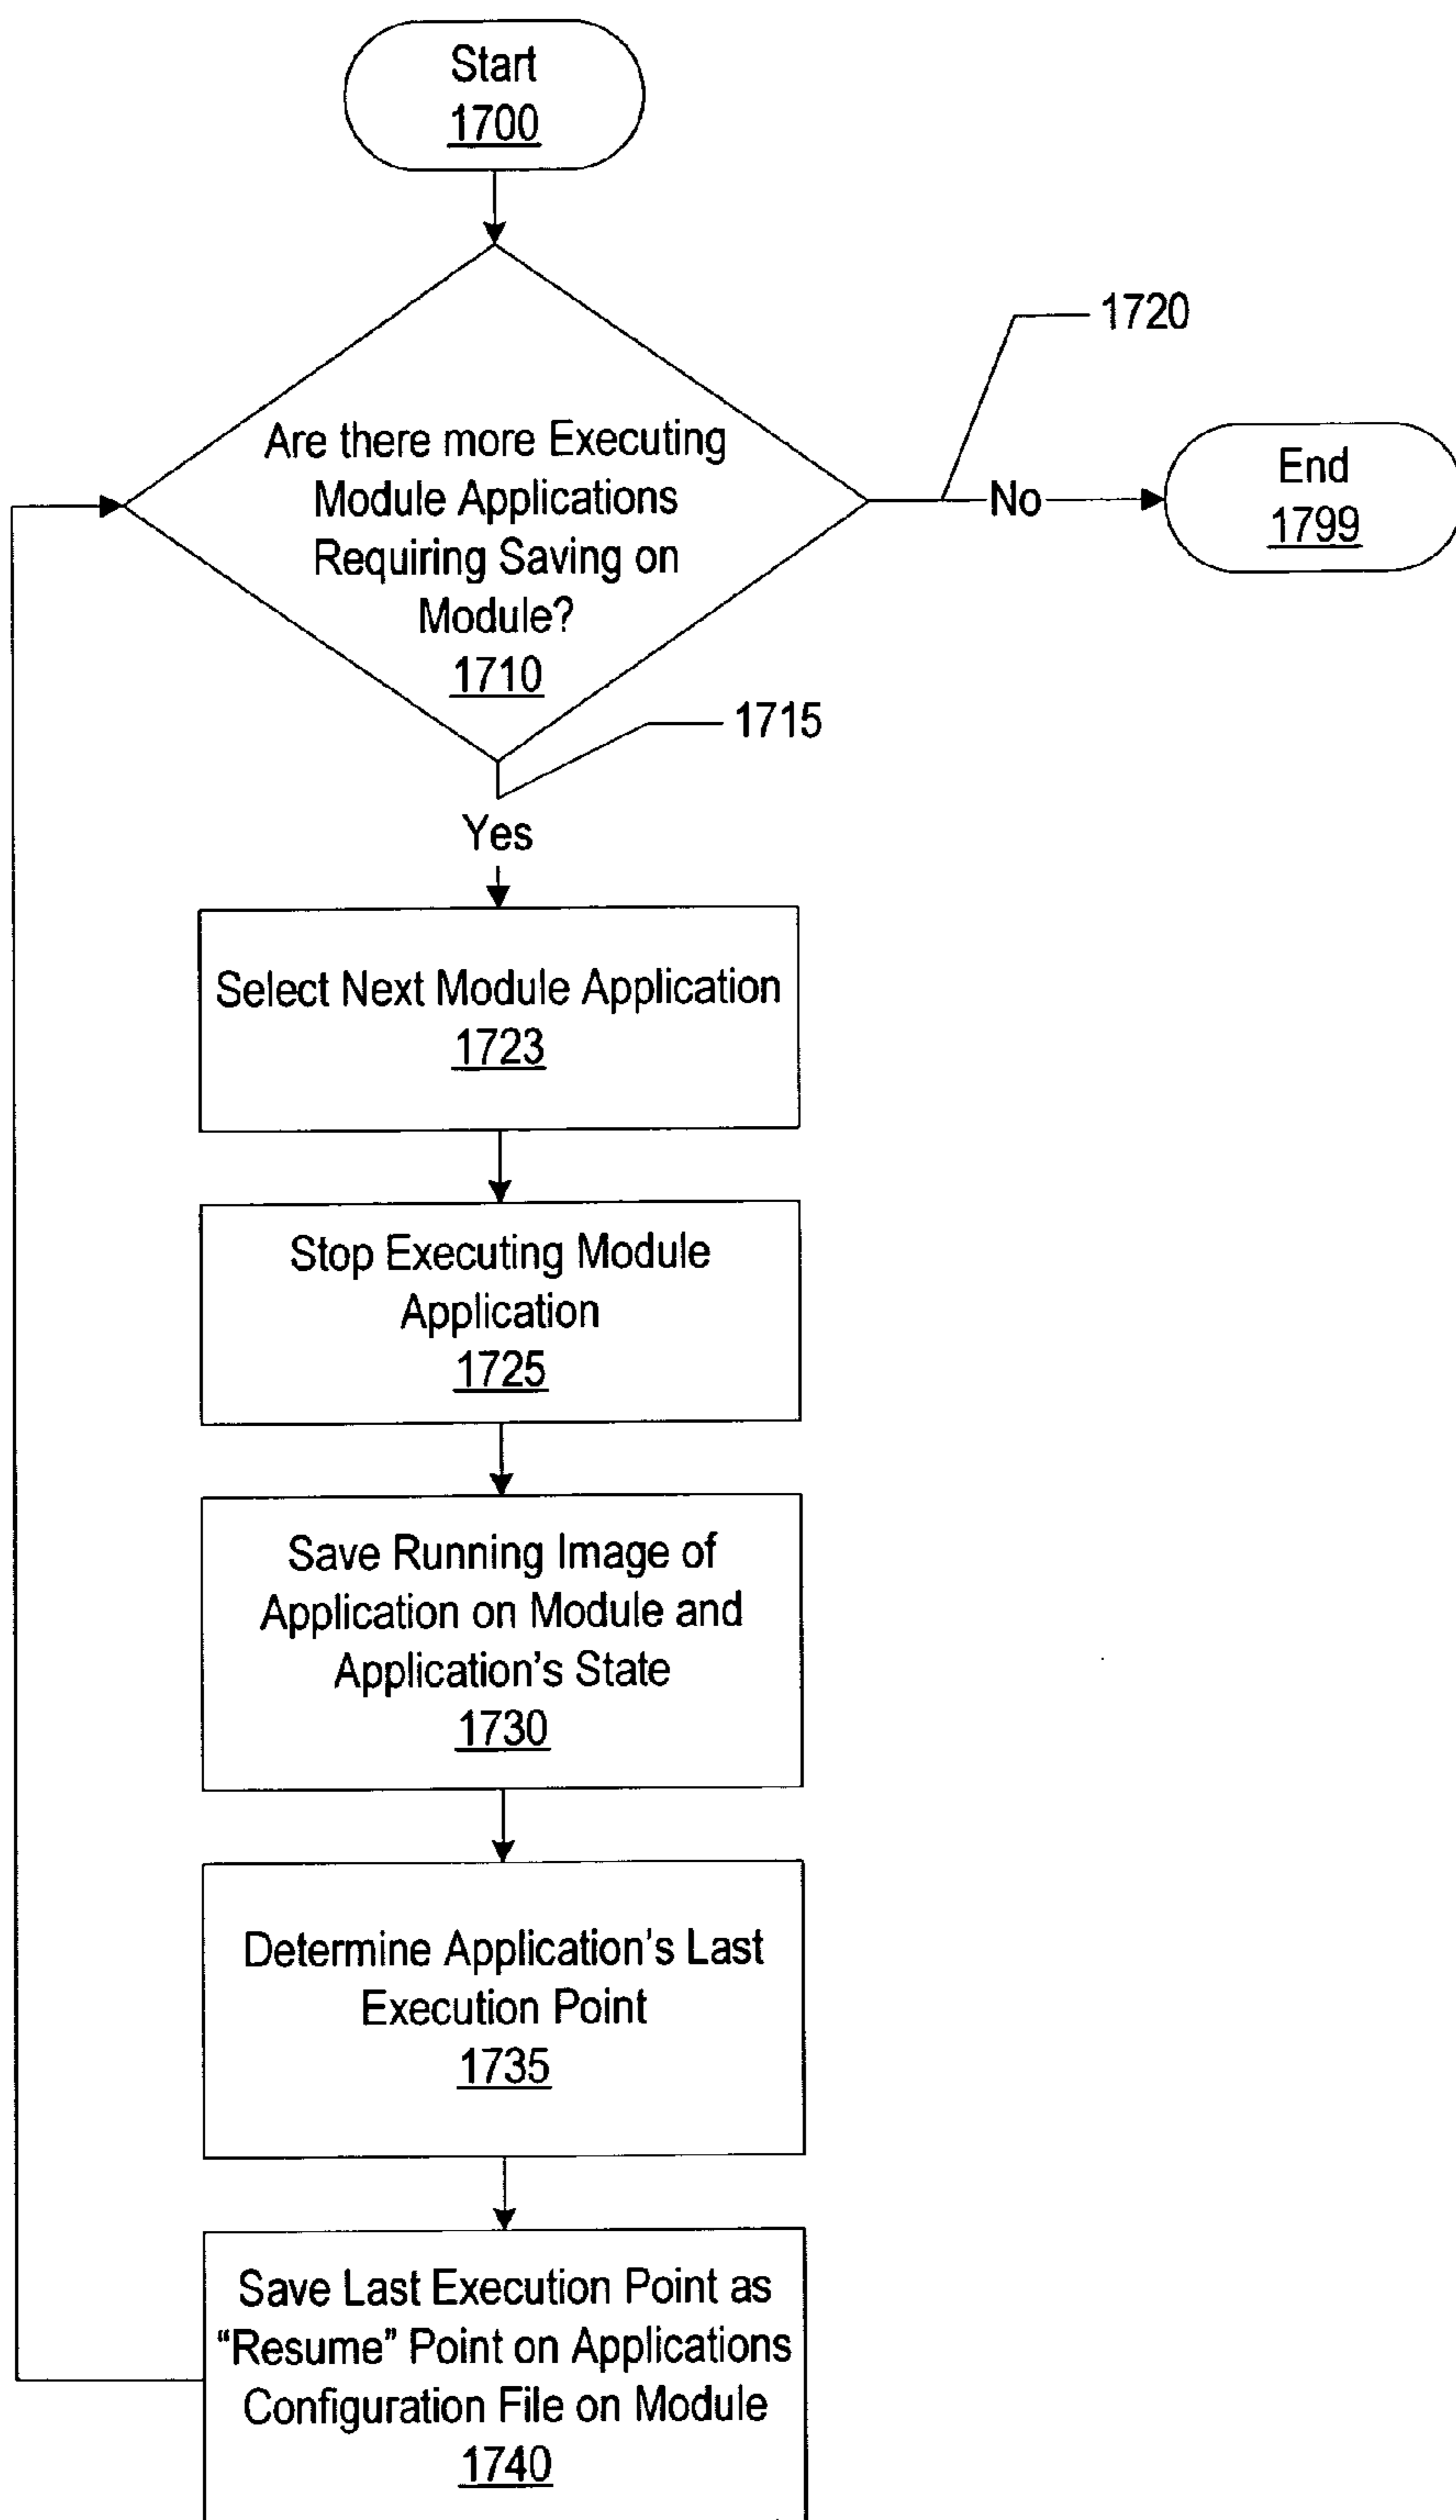 Start
1700
1720
Are there more Executing
Module Applications
Requiring Saving on
Module?
1710
No
End
1799
1715
Yes
Select Next Module Application
1723
Stop Executing Module
Application
1725
Save Running Image of
Application on Module and
Application’s State
1730
Determine Application’s Last
Execution Point
1735
Save Last Execution Point as
“Resume” Point on Applications
Configuration File on Module
1740